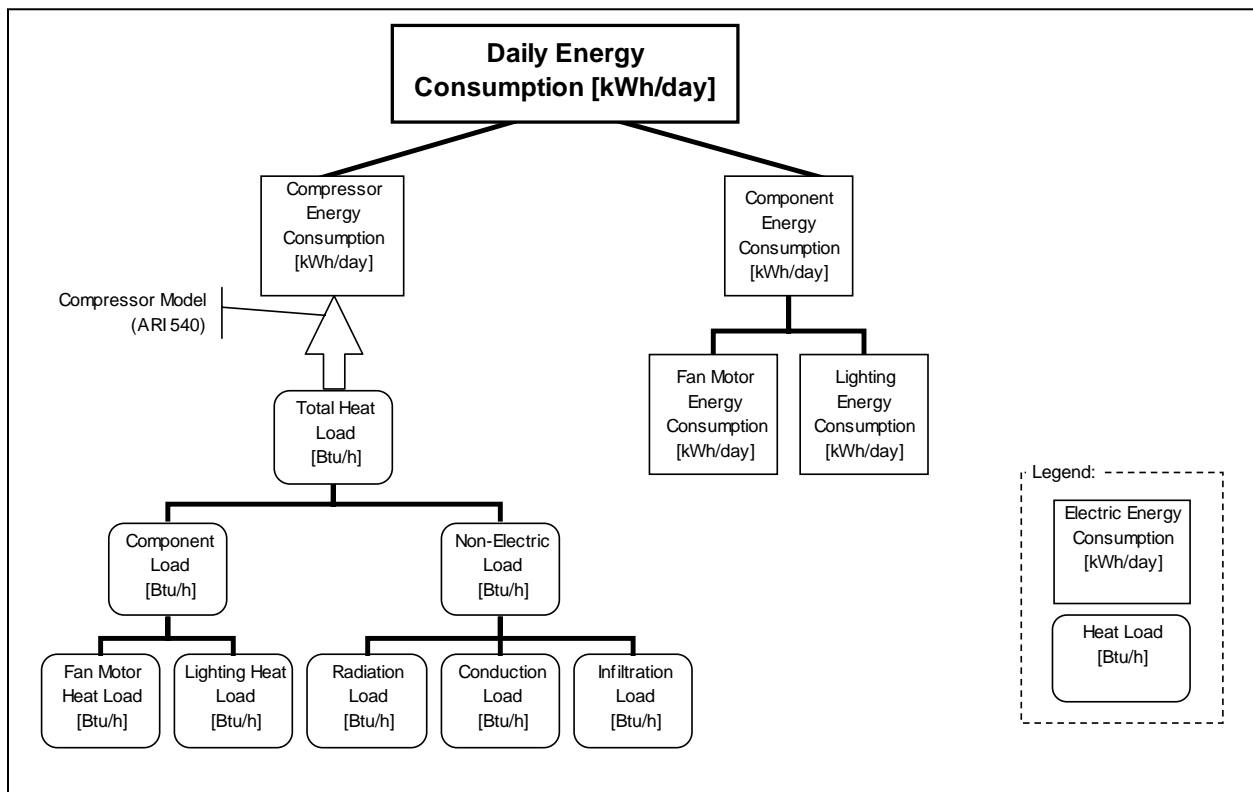 Daily Energy
Consumption [kWh/day]
Compressor
Energy
Consumption
[kWh/day]
Component
Energy
Consumption
[kWh/day]
Compressor Model
(ARI 540)
Fan Motor
Energy
Consumption
[kWh/day]
Lighting
Energy
Consumption
[kWh/day]
Total Heat
Load
[Btu/h]
Component
Load
[Btu/h]
Non-Electric
Load
[Btu/h]
Fan Motor
Heat Load
[Btu/h]
Lighting Heat
Load
[Btu/h]
Radiation
Load
[Btu/h]
Conduction
Load
[Btu/h]
Infiltration
Load
[Btu/h]
Legend:
Electric Energy
Consumption
[kWh/day]
Heat Load
[Btu/h]